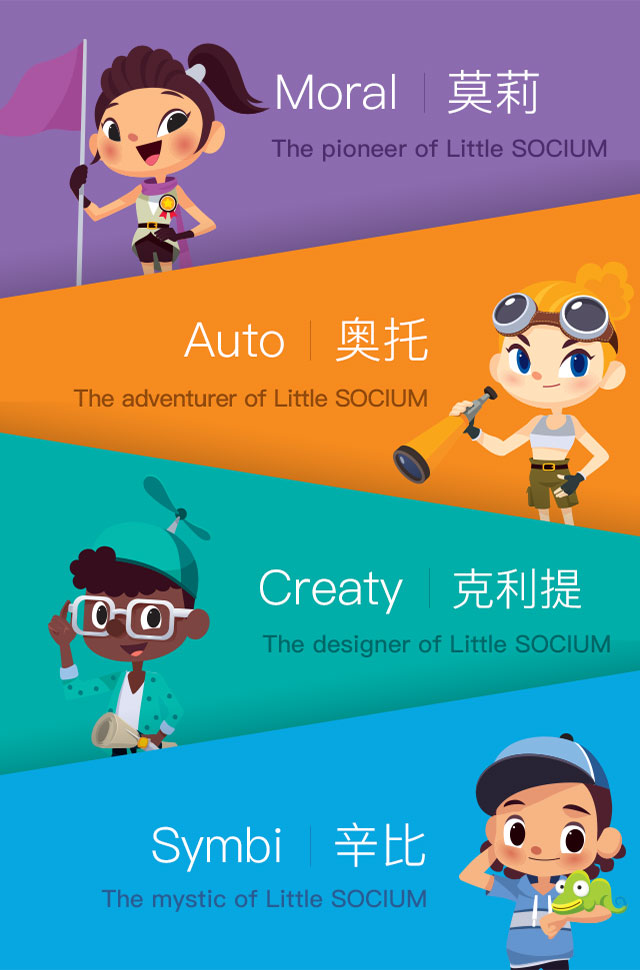 Moral | 莫莉
The pioneer of Little SOCIUM
Auto | 奥托
The adventurer of Little SOCIUM
Creaty | 克利提
The designer of Little SOCIUM
Symbi | 辛比
The mystic of Little SOCIUM